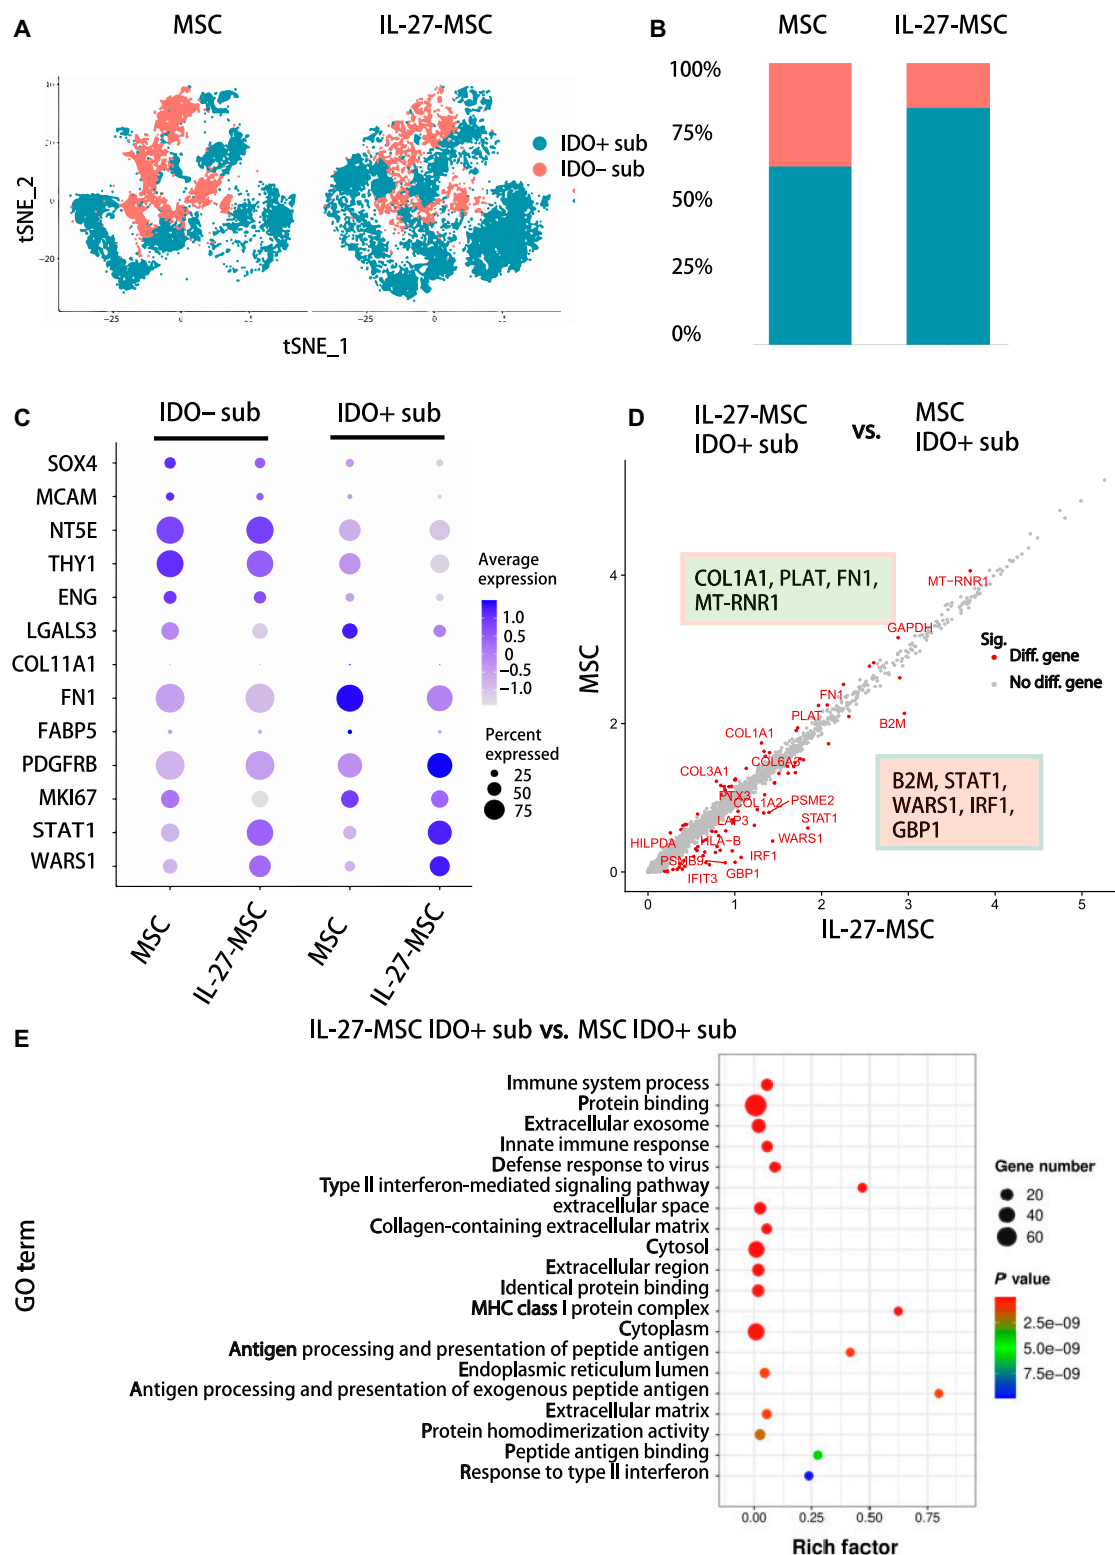 A
MSC
IL-27-MSC
40
20
0
−20
−25
0
25
−25
0
tSNE_2
tSNE_1
IDO+ sub
IDO− sub
B
MSC
IL-27-MSC
100%
75%
50%
25%
0%
C
IDO− sub
IDO+ sub
SOX4
MCAM
NT5E
THY1
ENG
LGALS3
COL11A1
FN1
FABP5
PDGFRB
MKI67
STAT1
WARS1
MSC
IL-27-MSC
MSC
IL-27-MSC
Average
expression
1.0
0.5
0.0
−0.5
−1.0
Percent
expressed
25
50
75
D
IL-27-MSC
IDO+ sub
vs.
MSC
IDO+ sub
COL1A1, PLAT, FN1,
MT-RNR1
B2M, STAT1,
WARS1, IRF1,
GBP1
MT−RNR1
GAPDH
FN1
B2M
PLAT
COL1A1
COL6A3
COL3A1
PTX3
COL1A2
PSME2
LAP3
STAT1
HILPDA
HLA−B
WARS1
PSMB9
IRF1
IFIT3
GBP1
Sig.
Diff. gene
No diff. gene
4
2
0
MSC
0
1
2
3
4
5
IL-27-MSC
E
IL-27-MSC IDO+ sub vs. MSC IDO+ sub
GO term
Immune system process
Protein binding
Extracellular exosome
Innate immune response
Defense response to virus
Type II interferon-mediated signaling pathway
extracellular space
Collagen-containing extracellular matrix
Cytosol
Extracellular region
Identical protein binding
MHC class I protein complex
Cytoplasm
Antigen processing and presentation of peptide antigen
Endoplasmic reticulum lumen
Antigen processing and presentation of exogenous peptide antigen
Extracellular matrix
Protein homodimerization activity
Peptide antigen binding
Response to type II interferon
0.00
0.25
0.50
0.75
Rich factor
Gene number
20
40
60
P value
2.5e−09
5.0e−09
7.5e−09